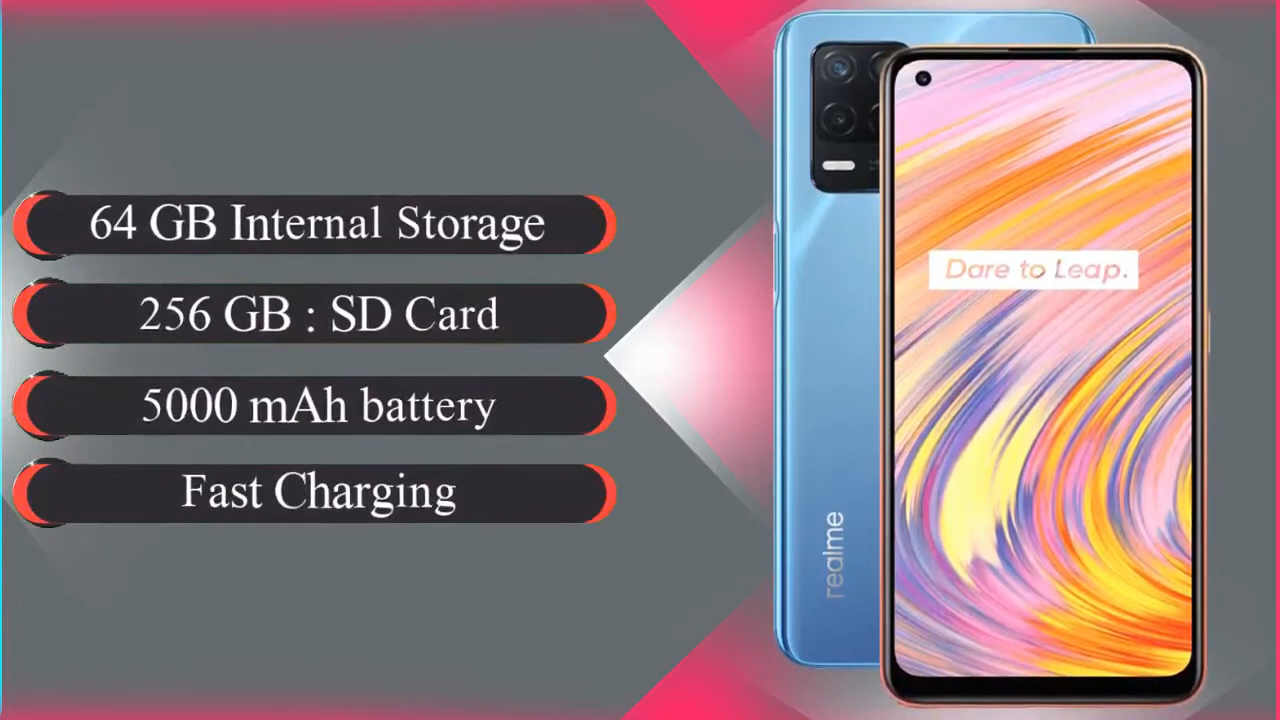 64 GB Internal Storage
256 GB : SD Card
5000 mAh battery
Fast Charging
Dare to Leap.
realme